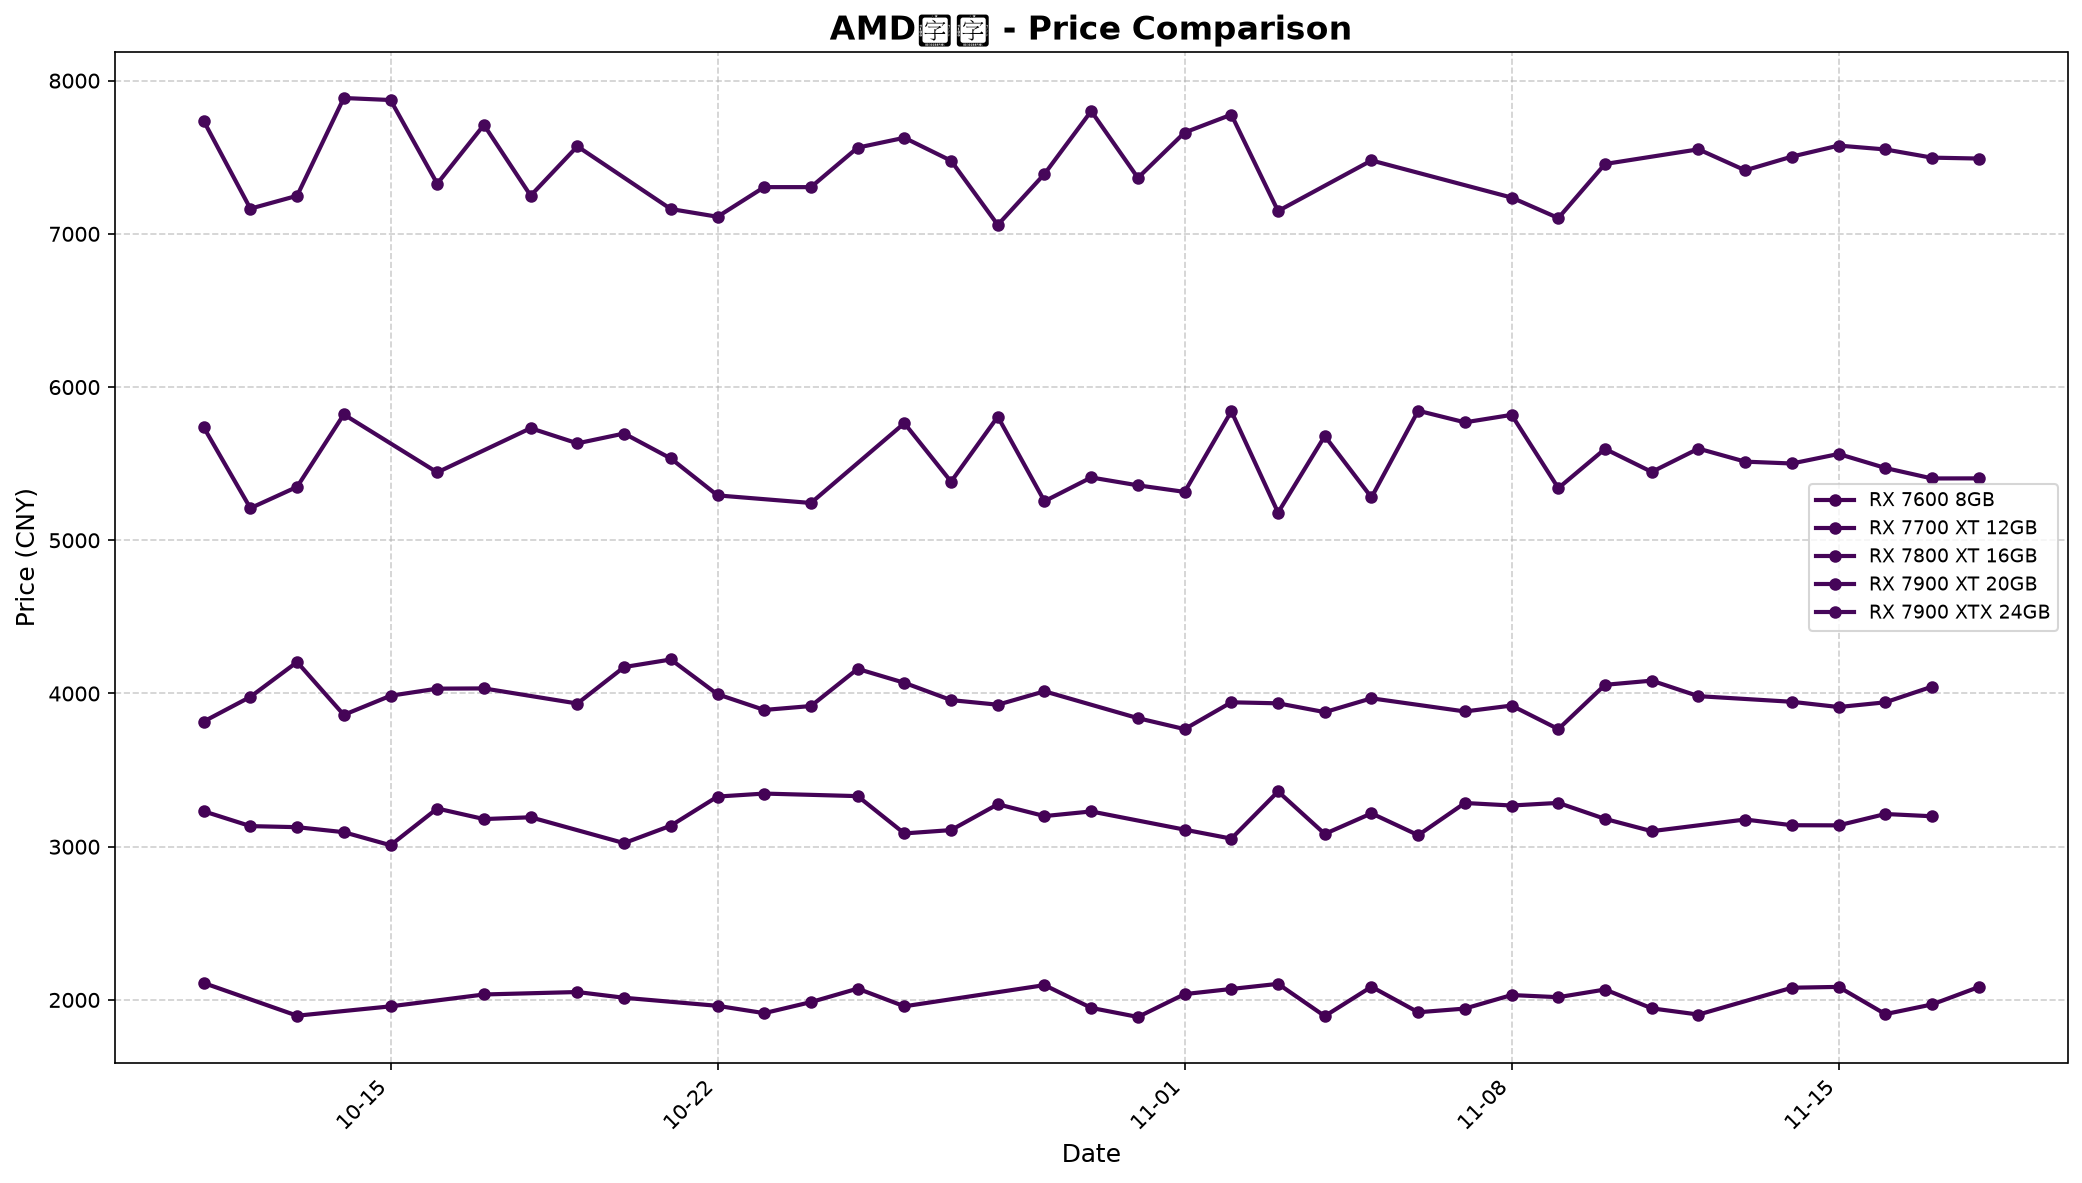 AMD - Price Comparison
8000
7000
6000
5000
4000
3000
2000
Price (CNY)
RX 7600 8GB
RX 7700 XT 12GB
RX 7800 XT 16GB
RX 7900 XT 20GB
RX 7900 XTX 24GB
10-15
10-22
11-01
11-08
11-15
Date